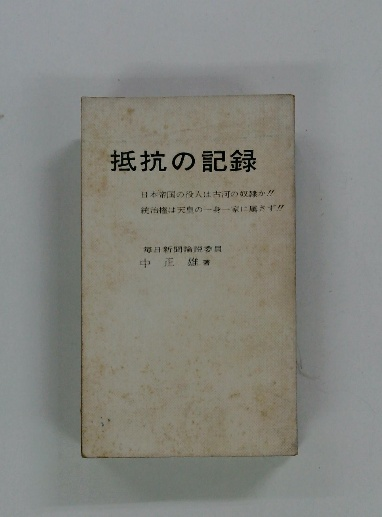 抵抗の記録
日本帝国の役人は古河の奴隷か!!
統治権は天皇の一身一家に属さず!!
毎日新聞論説委員
中正雄著